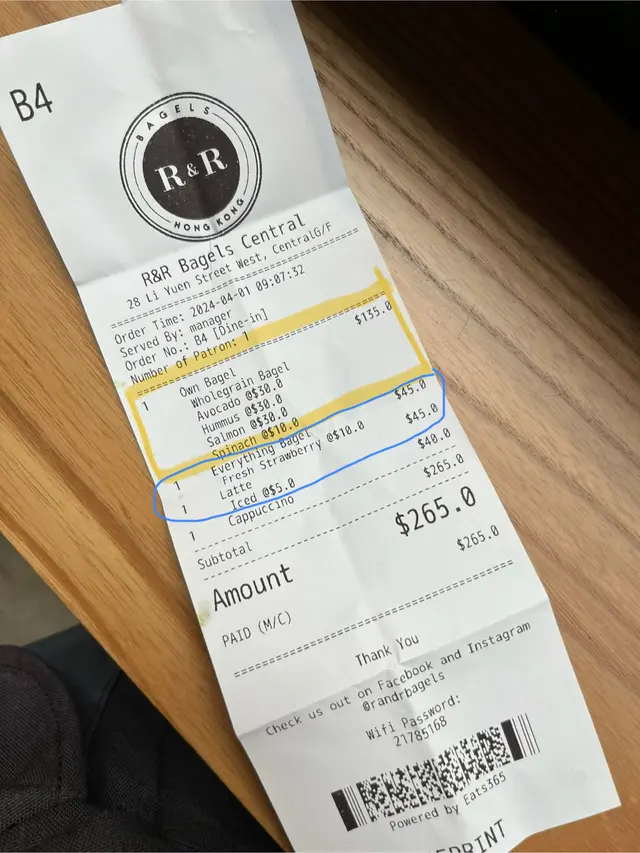 B4
BAGELS
R&R
HONG KONG
R&R Bagels Central
28 Li Yuen Street West, CentralG/F
Order Time: 2024-04-01 09:07:32
Served By: manager
Order No.: B4 [Dine-in]
Number of Patron: 1
1 Own Bagel $135.0
Wholegrain Bagel
Avocado @$30.0
Hummus @$30.0
Salmon @$30.0
Spinach @$10.0
1 Everything Bagel $45.0
Fresh Strawberry @$10.0
1 Latte $45.0
Iced @$5.0
1 Cappuccino $40.0
Subtotal $265.0
Amount $265.0
PAID (M/C) $265.0
Thank You
Check us out on Facebook and Instagram
@randrbagels
Wifi Password:
21785168
Powered by Eats365